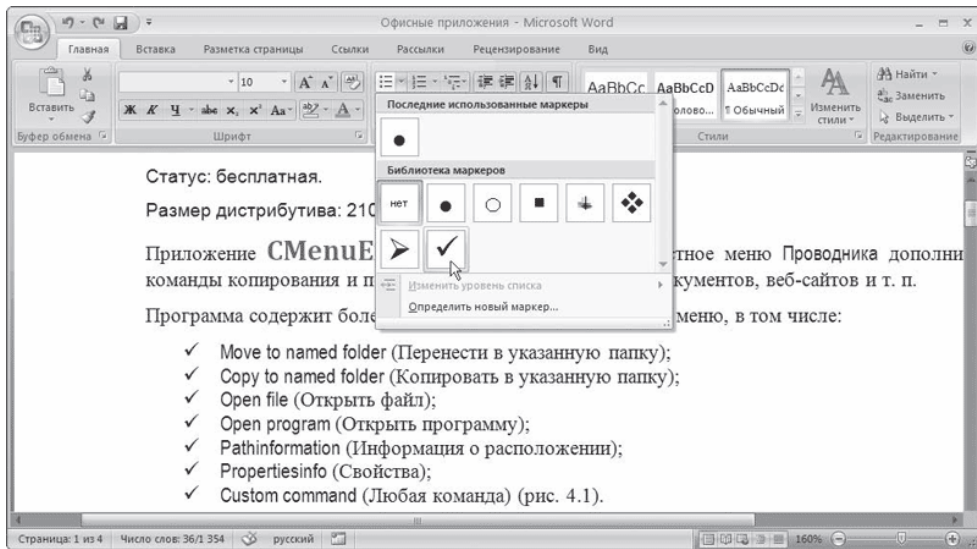 Офисные приложения - Microsoft Word
Главная Вставка Разметка страницы Ссылки Рассылки Рецензирование Вид
Вставить
Буфер обмена
10
Ж К Ч abe x, x² Aa
Шрифт
AaBbCc AaBbCcD AaBbCcDc
олово... ¶ Обычный
Изменить
стили
Стили
Найти
Заменить
Выделить
Редактирование
Последние использованные маркеры
Библиотека маркеров
нет
Изменить уровень списка
Определить новый маркер...
Статус: бесплатная.
Размер дистрибутива: 210
Приложение CMenuE тное меню Проводника дополни
команды копирования и п кументов, веб-сайтов и т. п.
Программа содержит боле меню, в том числе:
✓ Move to named folder (Перенести в указанную папку);
✓ Copy to named folder (Копировать в указанную папку);
✓ Open file (Открыть файл);
✓ Open program (Открыть программу);
✓ Pathinformation (Информация о расположении);
✓ Propertiesinfo (Свойства);
✓ Custom command (Любая команда) (рис. 4.1).
Страница: 1 из 4 Число слов: 36/1 354 русский 160%